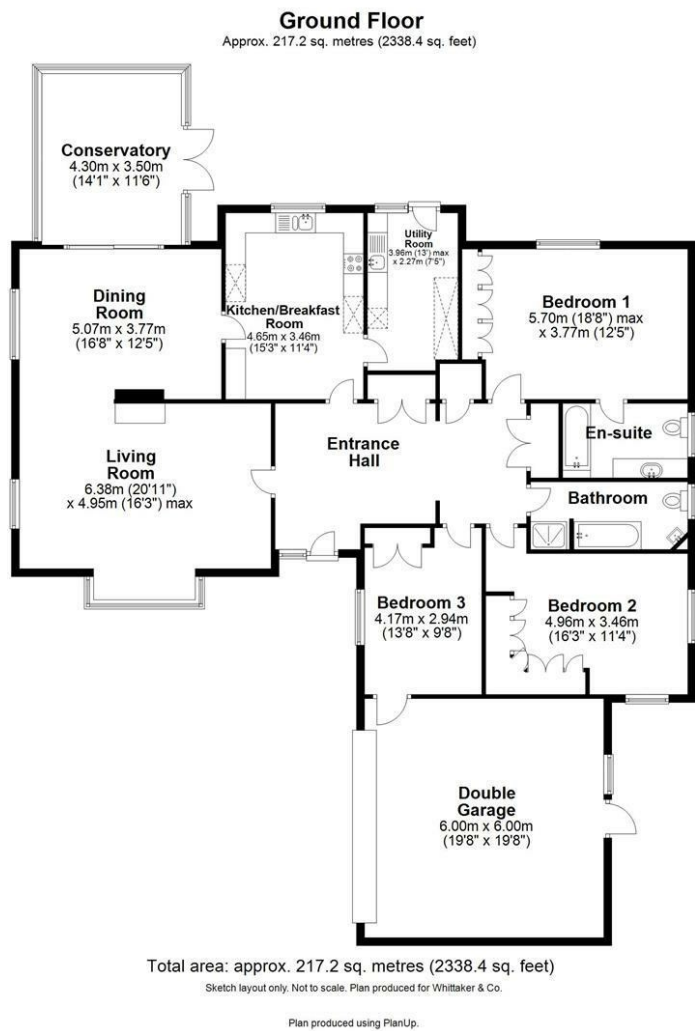 Ground Floor
Approx. 217.2 sq. metres (2338.4 sq. feet)
Conservatory
4.30m x 3.50m
(14'1" x 11'6")
Utility
Room
3.96m (13') max
x 2.27m (7'5")
Dining
Room
5.07m x 3.77m
(16'8" x 12'5")
Kitchen/Breakfast
Room
4.65m x 3.46m
(15'3" x 11'4")
Bedroom 1
5.70m (18'8") max
x 3.77m (12'5")
En-suite
Entrance
Hall
Living
Room
6.38m (20'11")
x 4.95m (16'3") max
Bathroom
Bedroom 3
4.17m x 2.94m
(13'8" x 9'8")
Bedroom 2
4.96m x 3.46m
(16'3" x 11'4")
Double
Garage
6.00m x 6.00m
(19'8" x 19'8")
Total area: approx. 217.2 sq. metres (2338.4 sq. feet)
Sketch layout only. Not to scale. Plan produced for Whittaker & Co.
Plan produced using PlanUp.